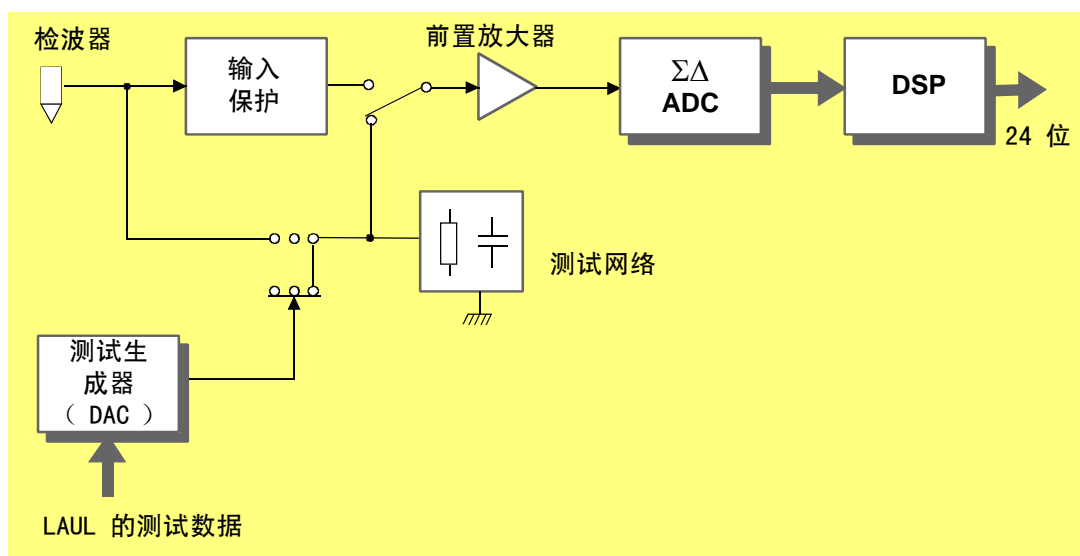 检波器
输入
保护
前置放大器
ΣΔ
ADC
DSP
24 位
测试网络
测试生
成器
( DAC )
LAUL 的测试数据